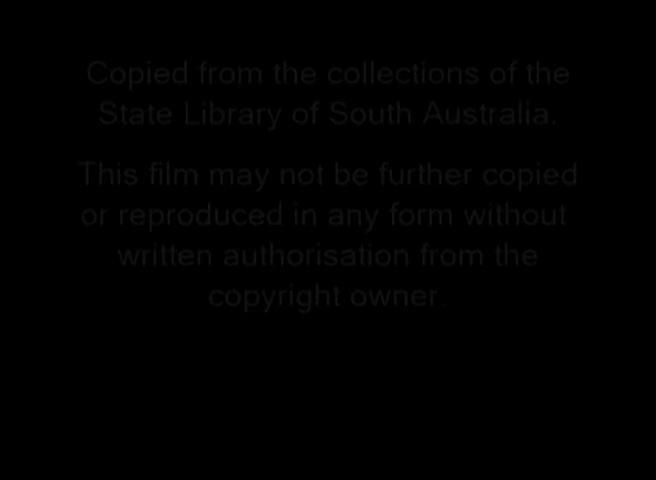 Copied from the collections of the
State Library of South Australia.
This film may not be further copied
or reproduced in any form without
written authorisation from the
copyright owner.